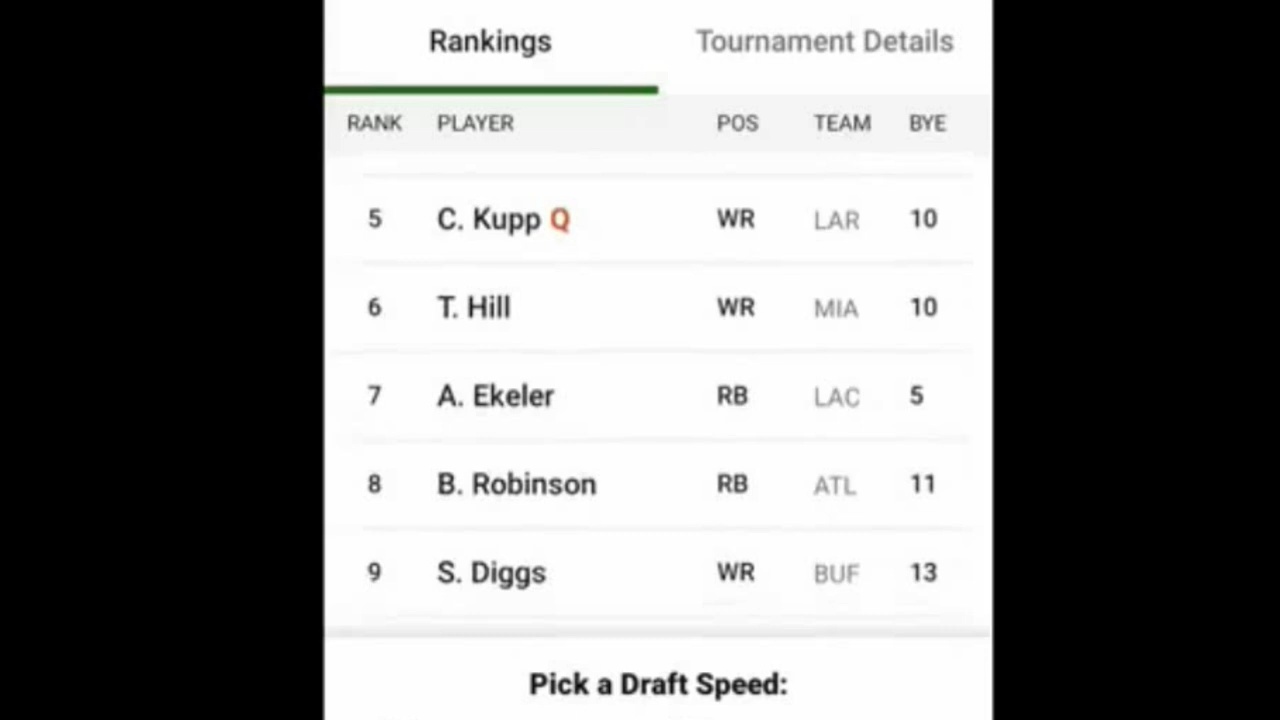 Rankings Tournament Details
RANK PLAYER POS TEAM BYE
5 C. Kupp Q WR LAR 10
6 T. Hill WR MIA 10
7 A. Ekeler RB LAC 5
8 B. Robinson RB ATL 11
9 S. Diggs WR BUF 13
Pick a Draft Speed: